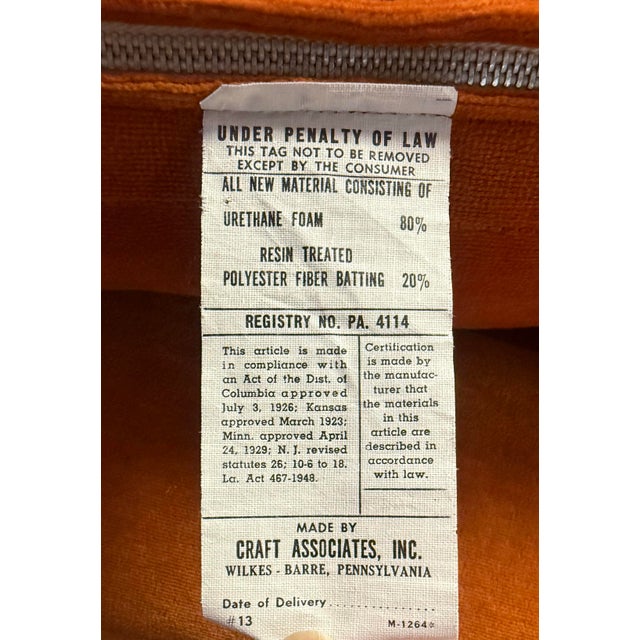 UNDER PENALTY OF LAW
THIS TAG NOT TO BE REMOVED
EXCEPT BY THE CONSUMER
ALL NEW MATERIAL CONSISTING OF
URETHANE FOAM 80%
RESIN TREATED
POLYESTER FIBER BATTING 20%
REGISTRY NO. PA. 4114
This article is made
in compliance with
an Act of the Dist. of
Columbia approved
July 3, 1926; Kansas
approved March 1923;
Minn. approved April
24, 1929; N. J. revised
statutes 26; 10-6 to 18.
La. Act 467-1948.
Certification
is made by
the manufac-
turer that
the materials
in this
article are
described in
accordance
with law.
MADE BY
CRAFT ASSOCIATES, INC.
WILKES - BARRE, PENNSYLVANIA
Date of Delivery...............
#13 M-1264